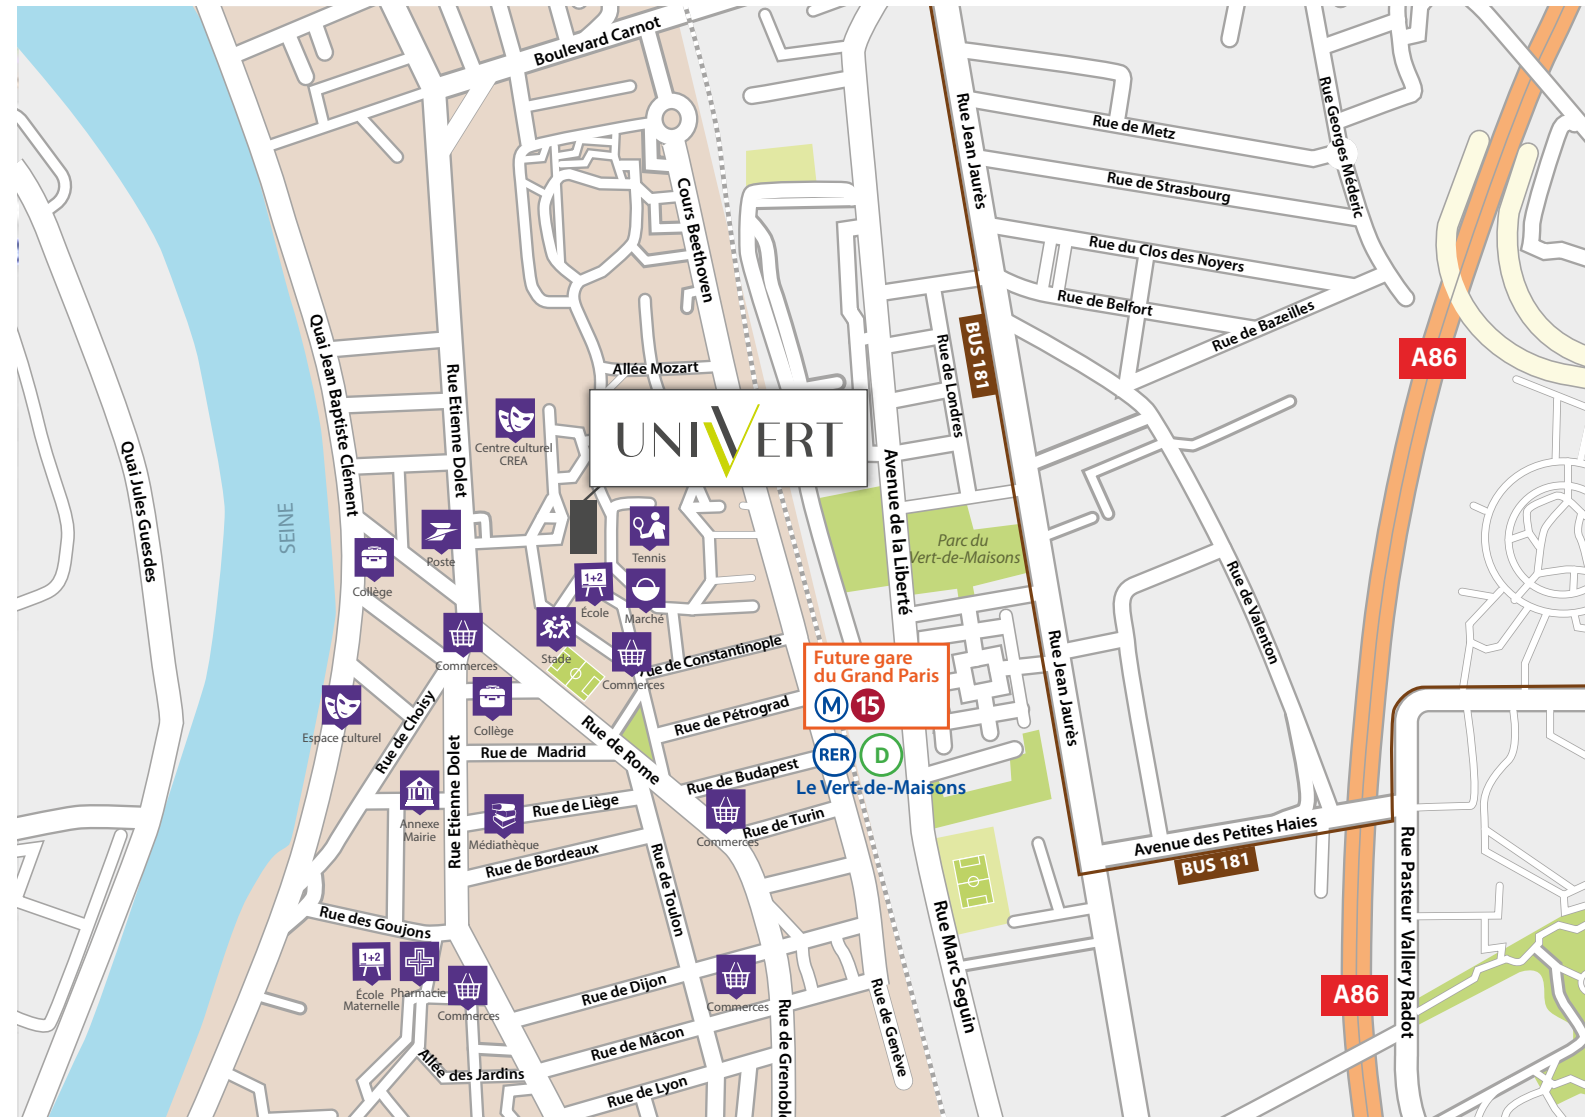 Boulevard Carnot
Rue Jean Jaurès
Rue de Metz
Rue Georges Médéric
Rue de Strasbourg
Cours Beethoven
Rue du Clos des Noyers
Rue de Belfort
Rue de Bazeilles
Quai Jean Baptiste Clément
BUS 181
Rue de Londres
A86
Allée Mozart
Rue Etienne Dolet
UNIVERT
Centre culturel
CREA
Quai Jules Guesdes
Avenue de la Liberté
SEINE
Poste
Tennis
Parc du
Vert-de-Maisons
Collège
1+2
École
Marché
Rue de Valenton
Commerces
Stade
Commerces
Rue de Constantinople
Future gare
du Grand Paris
M 15
RER D
Le Vert-de-Maisons
Rue Jean Jaurès
Espace culturel
Rue de Choisy
Collège
Rue de Pétrograd
Rue de Rome
Rue de Madrid
Rue de Budapest
Rue Etienne Dolet
Annexe
Mairie
Médiathèque
Rue de Liège
Commerces
Rue de Turin
Rue de Bordeaux
Rue de Toulon
Avenue des Petites Haies
BUS 181
Rue Pasteur Vallery Radot
Rue des Goujons
1+2
École
Maternelle
Pharmacie
Commerces
Rue de Dijon
Commerces
Rue Marc Seguin
Rue de Genève
A86
Rue de Mâcon
Allée des Jardins
Rue de Lyon
Rue de Grenobl